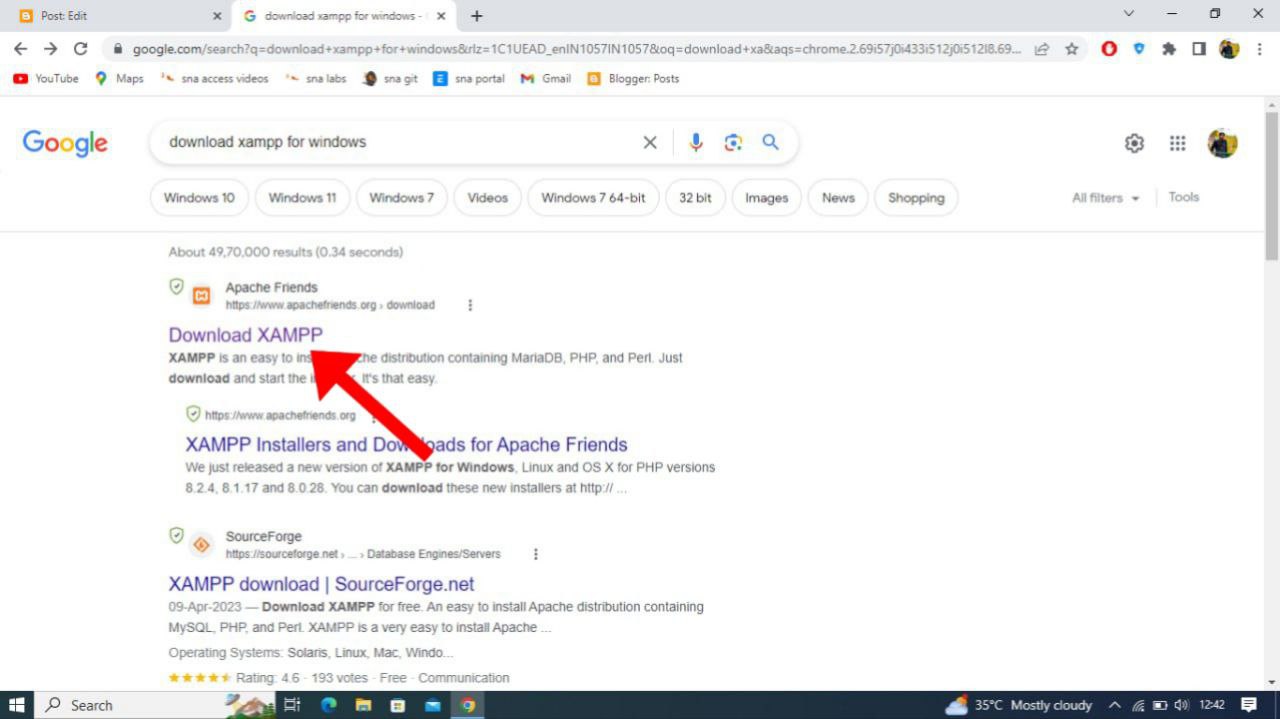 Post: Edit
download xampp for windows -
google.com/search?q=download+xampp+for+windows&rlz=1C1UEAD_enIN1057IN1057&oq=download+xa&aqs=chrome.2.69i57j0i433i512j0i512l8.69...
YouTube
Maps
sna access videos
sna labs
sna git
sna portal
Gmail
Blogger: Posts
Google
download xampp for windows
Windows 10
Windows 11
Windows 7
Videos
Windows 7 64-bit
32 bit
Images
News
Shopping
All filters
Tools
About 49,70,000 results (0.34 seconds)
Apache Friends
https://www.apachefriends.org › download
Download XAMPP
XAMPP is an easy to distribution containing MariaDB, PHP, and Perl. Just
download and start the It's that easy.
https://www.apachefriends.org
XAMPP Installers and Downloads for Apache Friends
We just released a new version of XAMPP for Windows, Linux and OS X for PHP versions
8.2.4, 8.1.17 and 8.0.28. You can download these new installers at http:// ...
SourceForge
https://sourceforge.net › ... › Database Engines/Servers
XAMPP download | SourceForge.net
09-Apr-2023 — Download XAMPP for free. An easy to install Apache distribution containing
MySQL, PHP, and Perl. XAMPP is a very easy to install Apache ...
Operating Systems: Solaris, Linux, Mac, Windo...
Rating: 4.6 · 193 votes · Free · Communication
Search
35°C Mostly cloudy
12:42